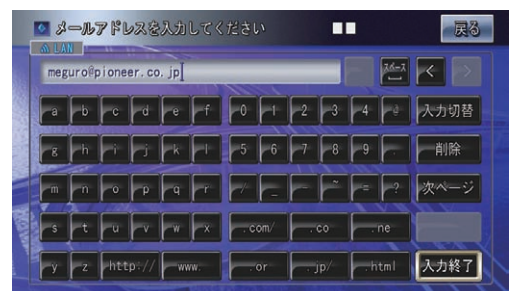 メールアドレスを入力してください 戻る
LAN
meguro@pioneer.co.jp スペース < >
a b c d e f 0 1 2 3 4 @ 入力切替
g h i j k l 5 6 7 8 9 . 削除
m n o p q r / _ - ~ = ? 次ページ
s t u v w x .com/ .co .ne
y z http:// www. .or .jp/ .html 入力終了